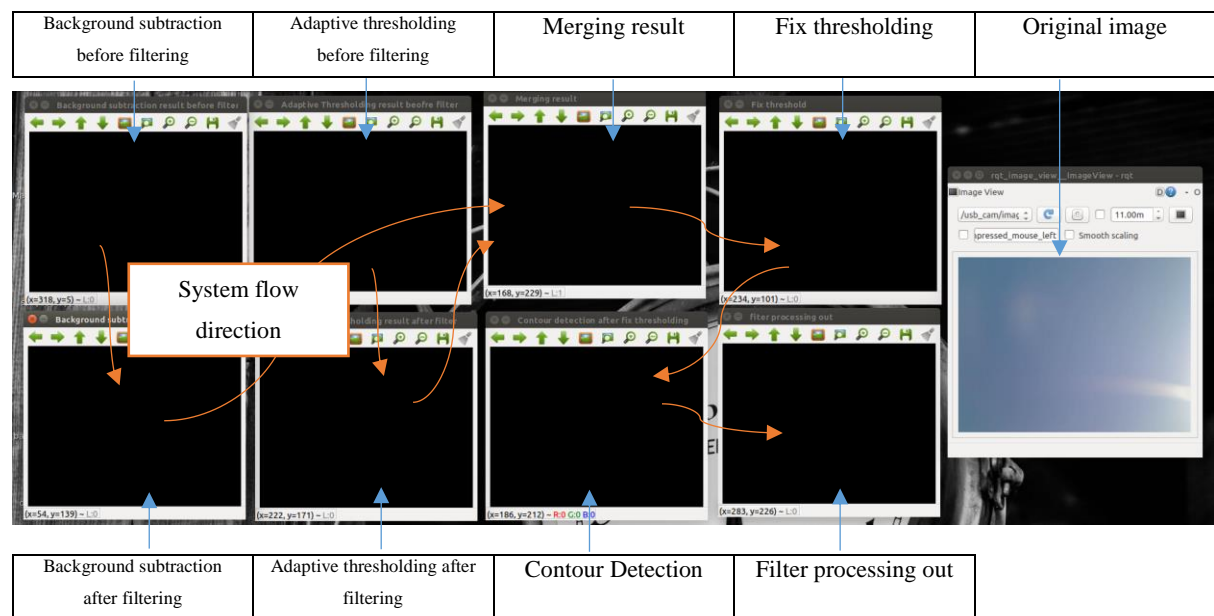 Background subtraction
before filtering
Adaptive thresholding
before filtering
Merging result
Fix thresholding
Original image
Background subtraction result before filter
Adaptive Thresholding result beofre filter
Merging result
Fix threshold
rqt_image_view__ImageView - rqt
Image View
D
- O
/usb_cam/imag
11.00m
pressed_mouse_left
Smooth scaling
(x=318, y=5) ~ L:0
(x=168, y=229) ~ L:1
(x=234, y=101) ~ L:0
System flow
direction
Background subt
holding result after filter
Contour detection after fix thresholding
filter processing out
(x=54, y=139) ~ L:0
(x=222, y=171) ~ L:0
(x=186, y=212) ~ R:0 G:0 B:0
(x=283, y=226) ~ L:0
Background subtraction
after filtering
Adaptive thresholding after
filtering
Contour Detection
Filter processing out